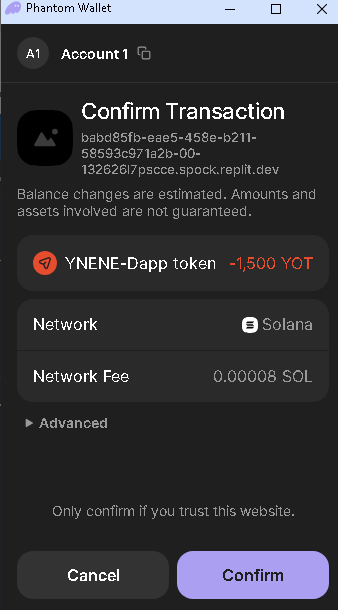 Phantom Wallet
A1 Account 1
Confirm Transaction
babd85fb-eae5-458e-b211-
58593c971a2b-00-
132626l7pscce.spock.replit.dev
Balance changes are estimated. Amounts and
assets involved are not guaranteed.
YNENE-Dapp token -1,500 YOT
Network Solana
Network Fee 0.00008 SOL
Advanced
Only confirm if you trust this website.
Cancel Confirm